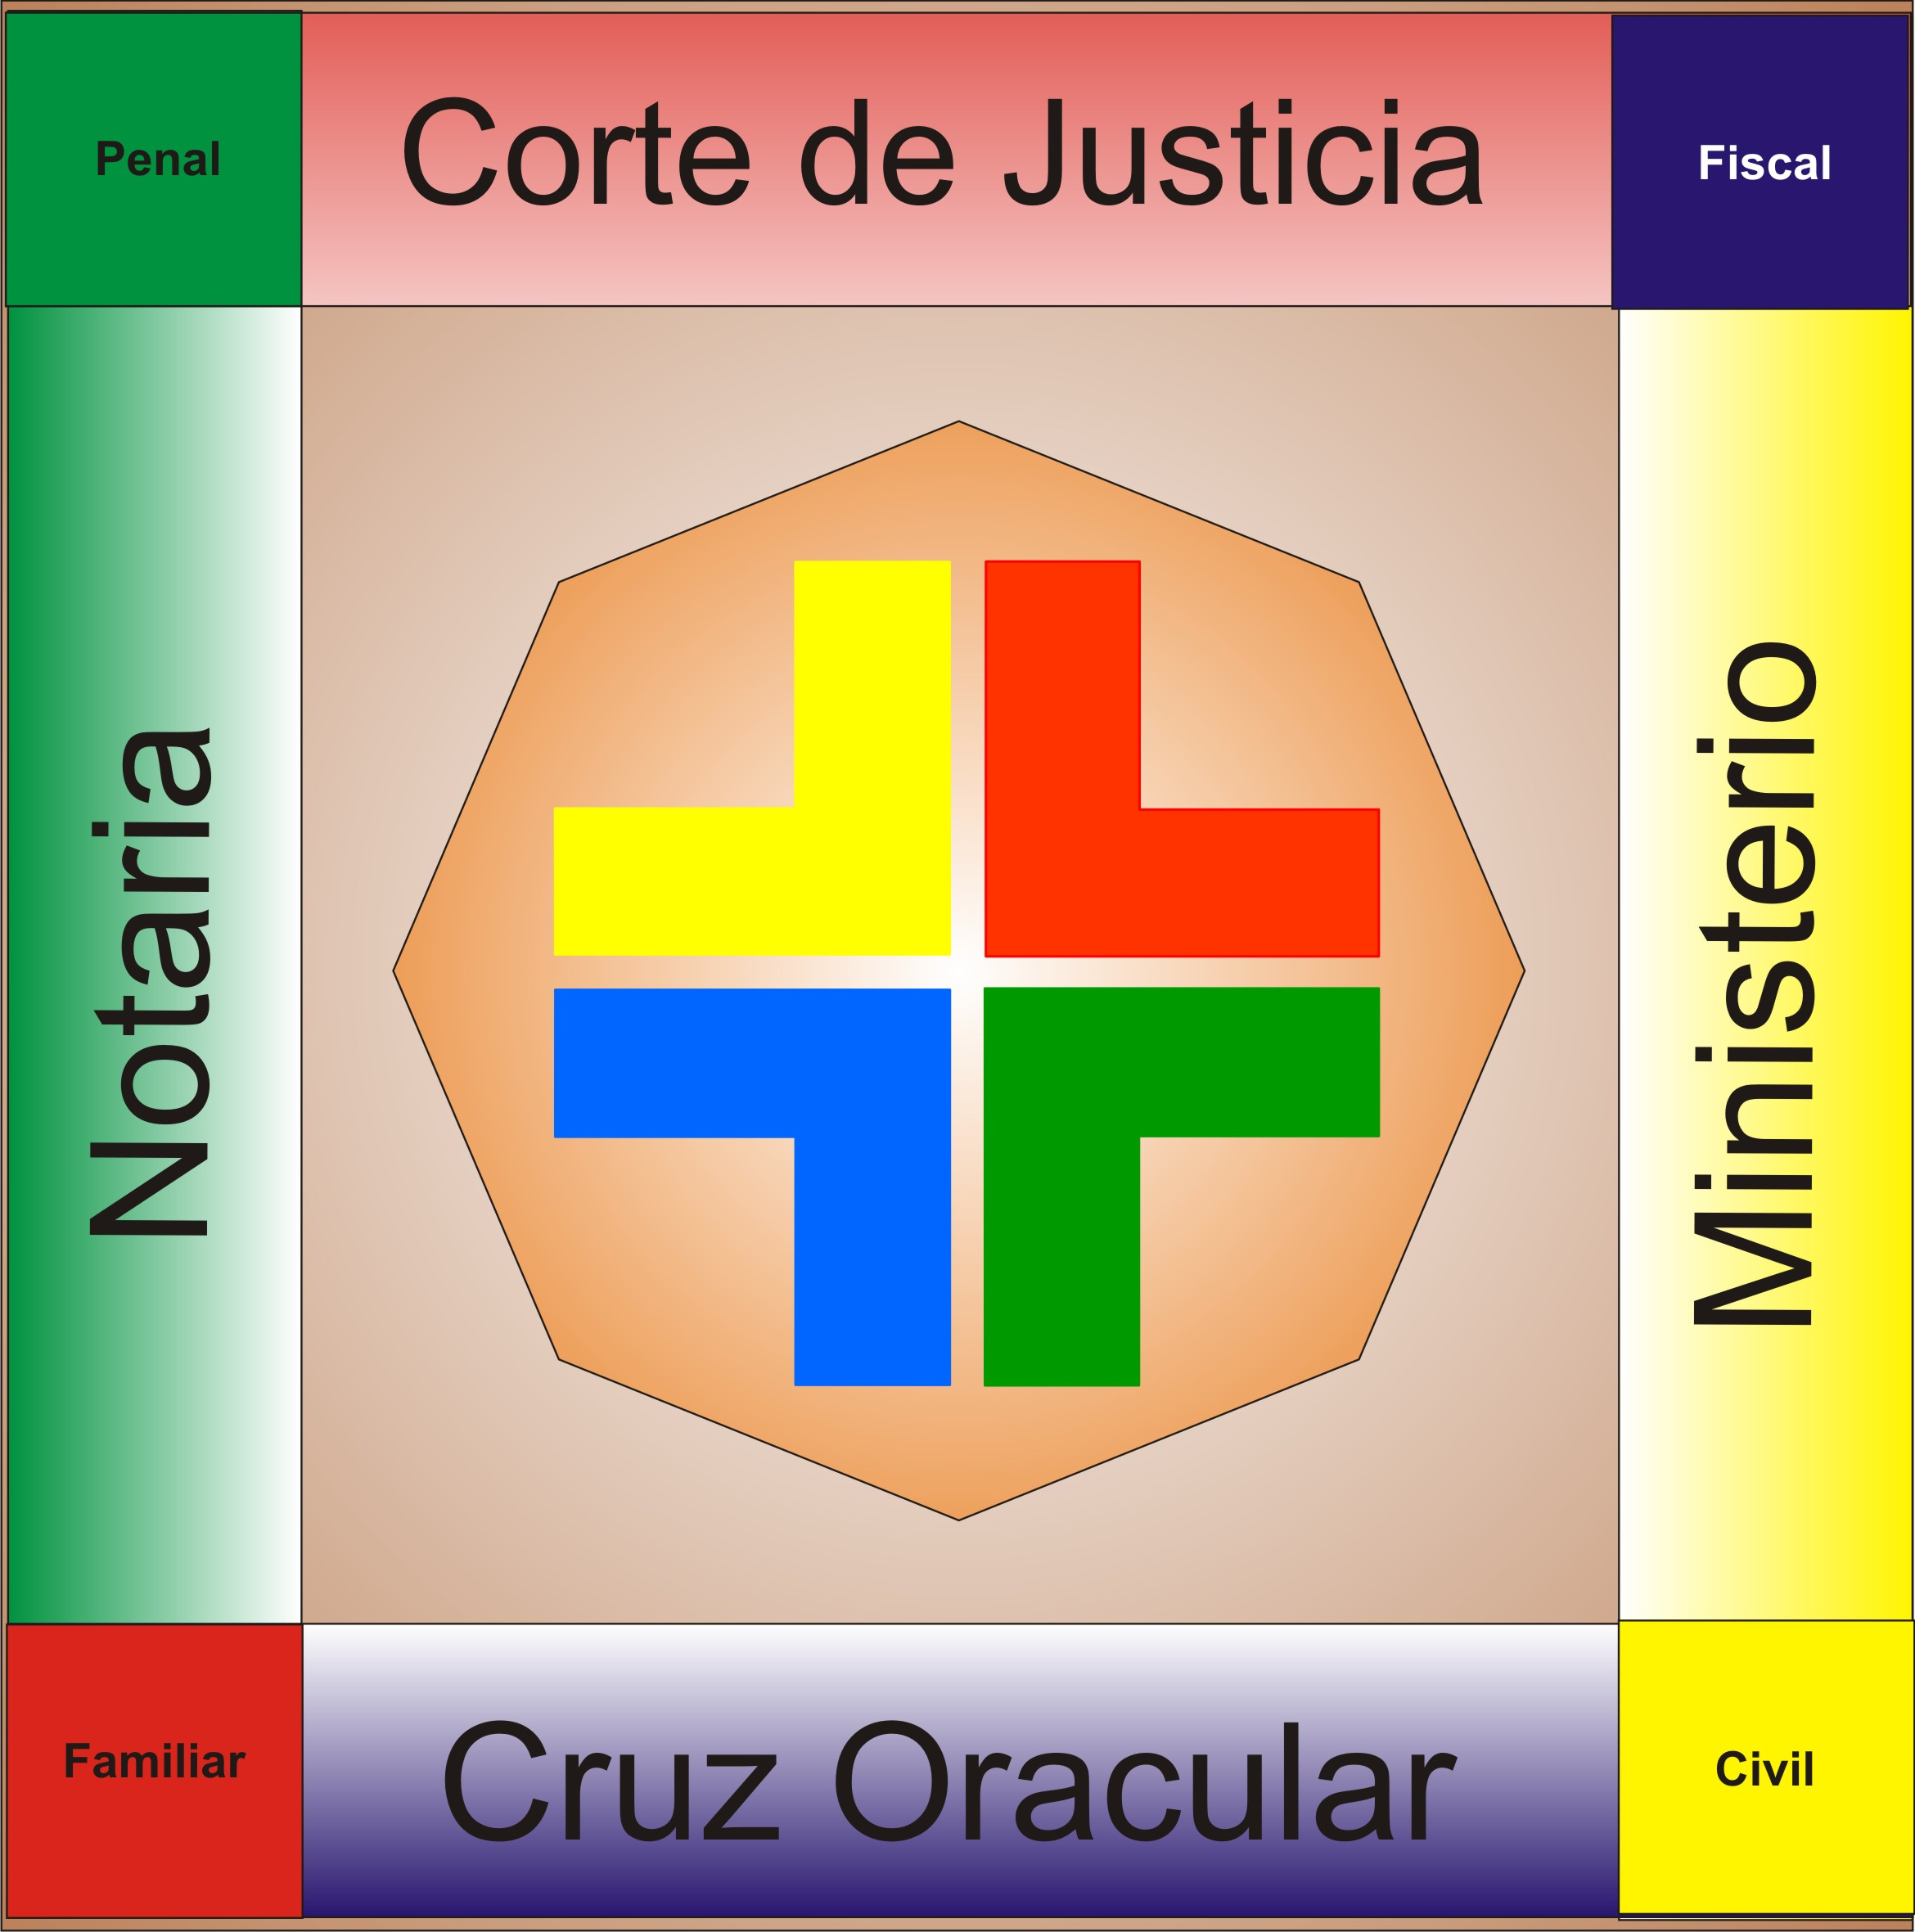 Penal
Corte de Justicia
Fiscal
Notaria
Ministerio
Familiar
Cruz Oracular
Civil